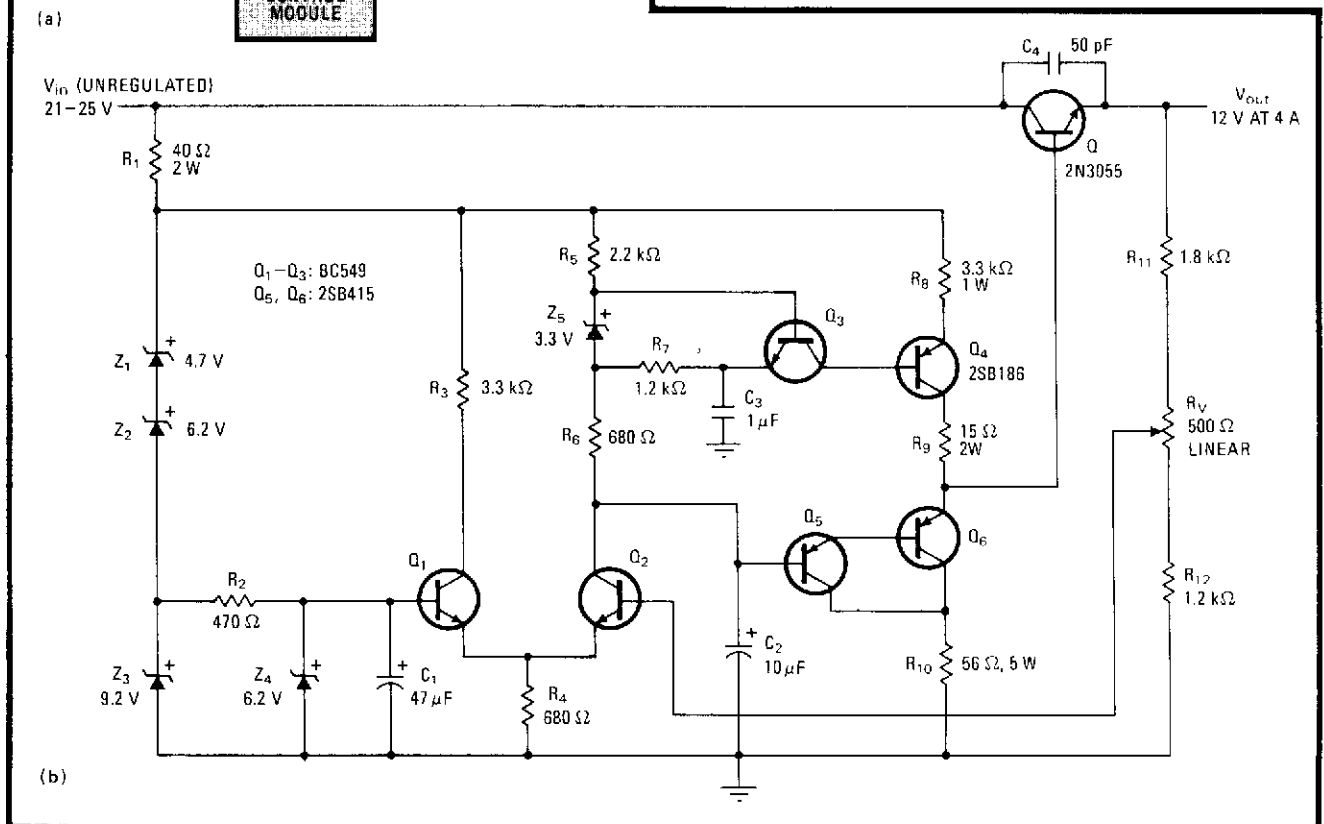 (a)
MODULE
C4 50 pF
Vin (UNREGULATED)
21–25 V
Vout
12 V AT 4 A
R1
40 Ω
2 W
Q
2N3055
Q1–Q3: BC549
Q5, Q6: 2SB415
R5 2.2 kΩ
R8
3.3 kΩ
1 W
R11 1.8 kΩ
Z5
3.3 V
Q3
R7
1.2 kΩ
Q4
2SB186
Z1 4.7 V
R3 3.3 kΩ
C3
1 µF
RV
500 Ω
LINEAR
Z2 6.2 V
R6 680 Ω
R9
15 Ω
2W
Q1
Q2
Q5
Q6
R2
470 Ω
R12
1.2 kΩ
Z3
9.2 V
Z4
6.2 V
C1
47 µF
R4
680 Ω
C2
10 µF
R10 56 Ω, 5 W
(b)